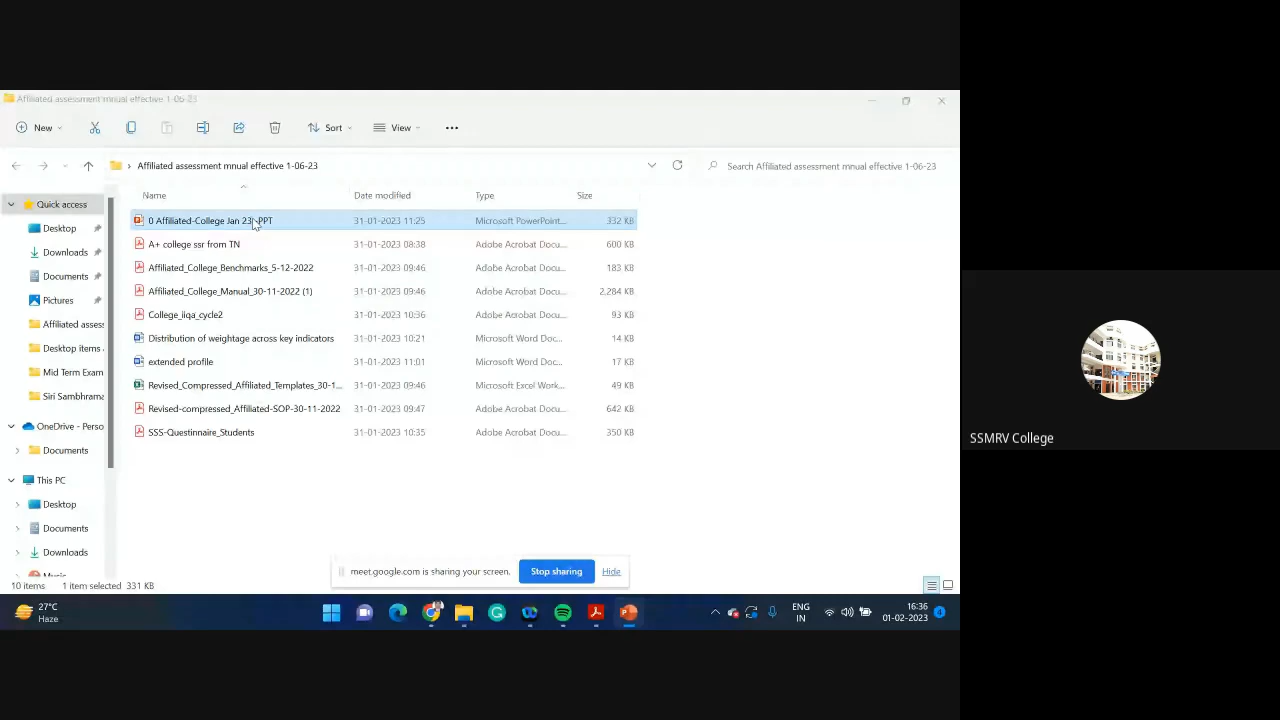 Affiliated assessment mnual effective 1-06-23
New
Sort
View
Affiliated assessment mnual effective 1-06-23
Search Affiliated assessment mnual effective 1-06-23
Name Date modified Type Size
Quick access
Desktop
Downloads
Documents
Pictures
Affiliated assess
Desktop items
Mid Term Exam
Siri Sambhrama
OneDrive - Perso
Documents
This PC
Desktop
Documents
Downloads
Music
0 Affiliated-College Jan 23 PPT 31-01-2023 11:25 Microsoft PowerPoint... 332 KB
A+ college ssr from TN 31-01-2023 08:38 Adobe Acrobat Docu... 600 KB
Affiliated_College_Benchmarks_5-12-2022 31-01-2023 09:46 Adobe Acrobat Docu... 183 KB
Affiliated_College_Manual_30-11-2022 (1) 31-01-2023 09:46 Adobe Acrobat Docu... 2,284 KB
College_iiqa_cycle2 31-01-2023 10:36 Adobe Acrobat Docu... 93 KB
Distribution of weightage across key indicators 31-01-2023 10:21 Microsoft Word Doc... 14 KB
extended profile 31-01-2023 11:01 Microsoft Word Doc... 17 KB
Revised_Compressed_Affiliated_Templates_30-1... 31-01-2023 09:46 Microsoft Excel Work... 49 KB
Revised-compressed_Affiliated-SOP-30-11-2022 31-01-2023 09:47 Adobe Acrobat Docu... 642 KB
SSS-Questinnaire_Students 31-01-2023 10:35 Adobe Acrobat Docu... 350 KB
SSMRV College
meet.google.com is sharing your screen. Stop sharing Hide
10 items 1 item selected 331 KB
27°C
Haze
ENG
IN
16:36
01-02-2023